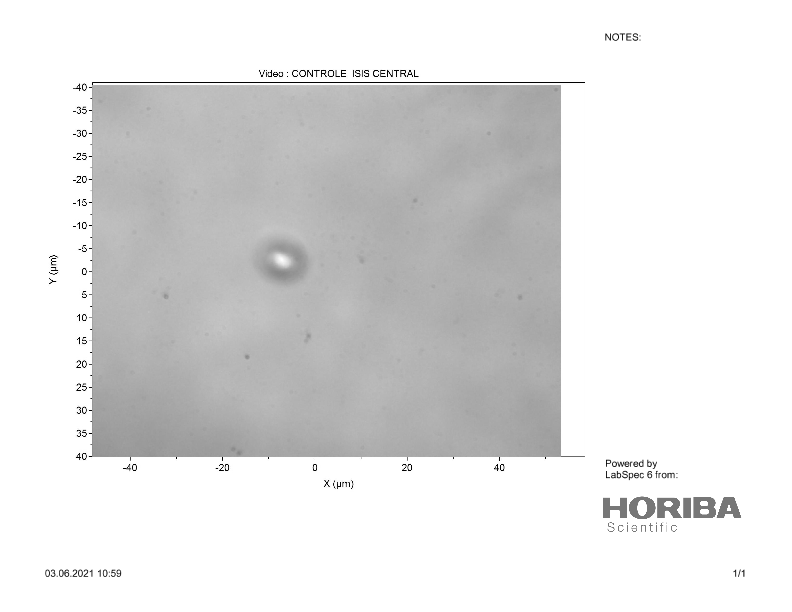 NOTES:
Video : CONTROLE ISIS CENTRAL
-40
-35
-30
-25
-20
-15
-10
-5
0
5
10
15
20
25
30
35
40
Y (µm)
-40 -20 0 20 40
X (µm)
Powered by
LabSpec 6 from:
HORIBA
Scientific
03.06.2021 10:59
1/1